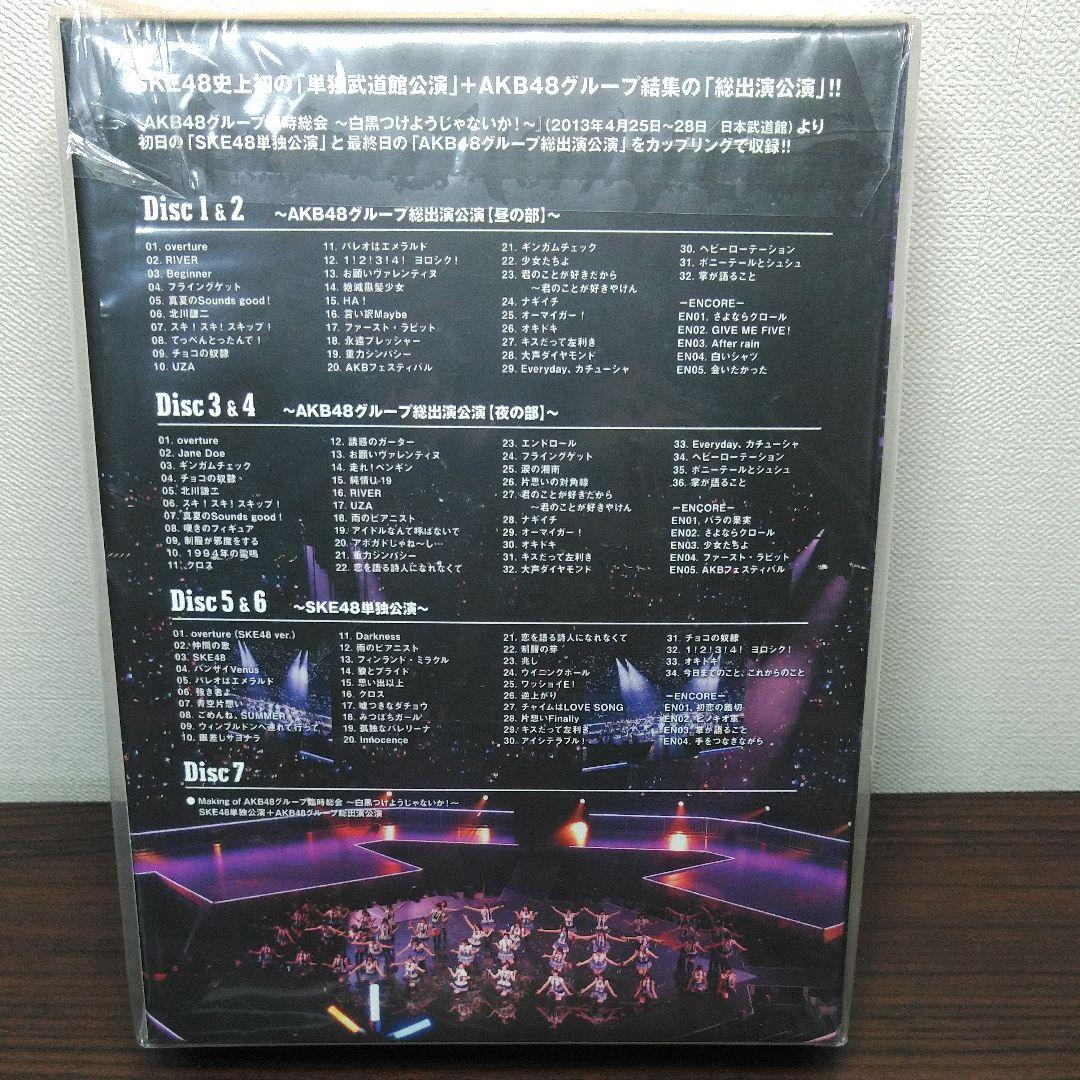 SKE48史上初の「単独武道館公演」+AKB48グループ結集の「総出演公演」!!
「AKB48グループ臨時総会 ～白黒つけようじゃないか!～」(2013年4月25日～28日/日本武道館)より
初日の「SKE48単独公演」と最終日の「AKB48グループ総出演公演」をカップリングで収録!!
Disc 1 & 2 ～AKB48グループ総出演公演【昼の部】～
01. overture
02. RIVER
03. Beginner
04. フライングゲット
05. 真夏のSounds good!
06. 北川謙二
07. スキ!スキ!スキップ!
08. てっぺんとったんで!
09. チョコの奴隷
10. UZA
11. パレオはエメラルド
12. 1!2!3!4! ヨロシク!
13. お願いヴァレンティヌ
14. 絶滅黒髪少女
15. HA!
16. 言い訳Maybe
17. ファースト・ラビット
18. 永遠プレッシャー
19. 重力シンパシー
20. AKBフェスティバル
21. ギンガムチェック
22. 少女たちよ
23. 君のことが好きだから
～君のことが好きやけん
24. ナギイチ
25. オーマイガー!
26. オキドキ
27. キスだって左利き
28. 大声ダイヤモンド
29. Everyday、カチューシャ
30. ヘビーローテーション
31. ポニーテールとシュシュ
32. 掌が語ること
-ENCORE-
EN01. さよならクロール
EN02. GIVE ME FIVE!
EN03. After rain
EN04. 白いシャツ
EN05. 会いたかった
Disc 3 & 4 ～AKB48グループ総出演公演【夜の部】～
01. overture
02. Jane Doe
03. ギンガムチェック
04. チョコの奴隷
05. 北川謙二
06. スキ!スキ!スキップ!
07. 真夏のSounds good!
08. 嘆きのフィギュア
09. 制服が邪魔をする
10. 1994年の雷鳴
11. クロス
12. 誘惑のガーター
13. お願いヴァレンティヌ
14. 走れ!ペンギン
15. 純情U-19
16. RIVER
17. UZA
18. 雨のピアニスト
19. アイドルなんて呼ばないで
20. アボガドじゃね～し…
21. 重力シンパシー
22. 恋を語る詩人になれなくて
23. エンドロール
24. フライングゲット
25. 涙の湘南
26. 片思いの対角線
27. 君のことが好きだから
～君のことが好きやけん
28. ナギイチ
29. オーマイガー!
30. オキドキ
31. キスだって左利き
32. 大声ダイヤモンド
33. Everyday、カチューシャ
34. ヘビーローテーション
35. ポニーテールとシュシュ
36. 掌が語ること
-ENCORE-
EN01. バラの果実
EN02. さよならクロール
EN03. 少女たちよ
EN04. ファースト・ラビット
EN05. AKBフェスティバル
Disc 5 & 6 ～SKE48単独公演～
01. overture (SKE48 ver.)
02. 仲間の歌
03. SKE48
04. バンザイVenus
05. パレオはエメラルド
06. 強き者よ
07. 青空片想い
08. ごめんね、SUMMER
09. ウィンブルドンへ連れて行って
10. 眼差しサヨナラ
11. Darkness
12. 雨のピアニスト
13. フィンランド・ミラクル
14. 狼とプライド
15. 思い出以上
16. クロス
17. 嘘つきなダチョウ
18. みつばちガール
19. 孤独なバレリーナ
20. Innocence
21. 恋を語る詩人になれなくて
22. 制服の芽
23. 兆し
24. ウイニングボール
25. ワッショイE!
26. 逆上がり
27. チャイムはLOVE SONG
28. 片想いFinally
29. キスだって左利き
30. アイシテラブル!
31. チョコの奴隷
32. 1!2!3!4! ヨロシク!
33. オキドキ
34. 今日までのこと、これからのこと
-ENCORE-
EN01. 初恋の踏切
EN02. ピノキオ軍
EN03. 掌が語ること
EN04. 手をつなぎながら
Disc 7
● Making of AKB48グループ臨時総会 ～白黒つけようじゃないか!～
SKE48単独公演+AKB48グループ総出演公演